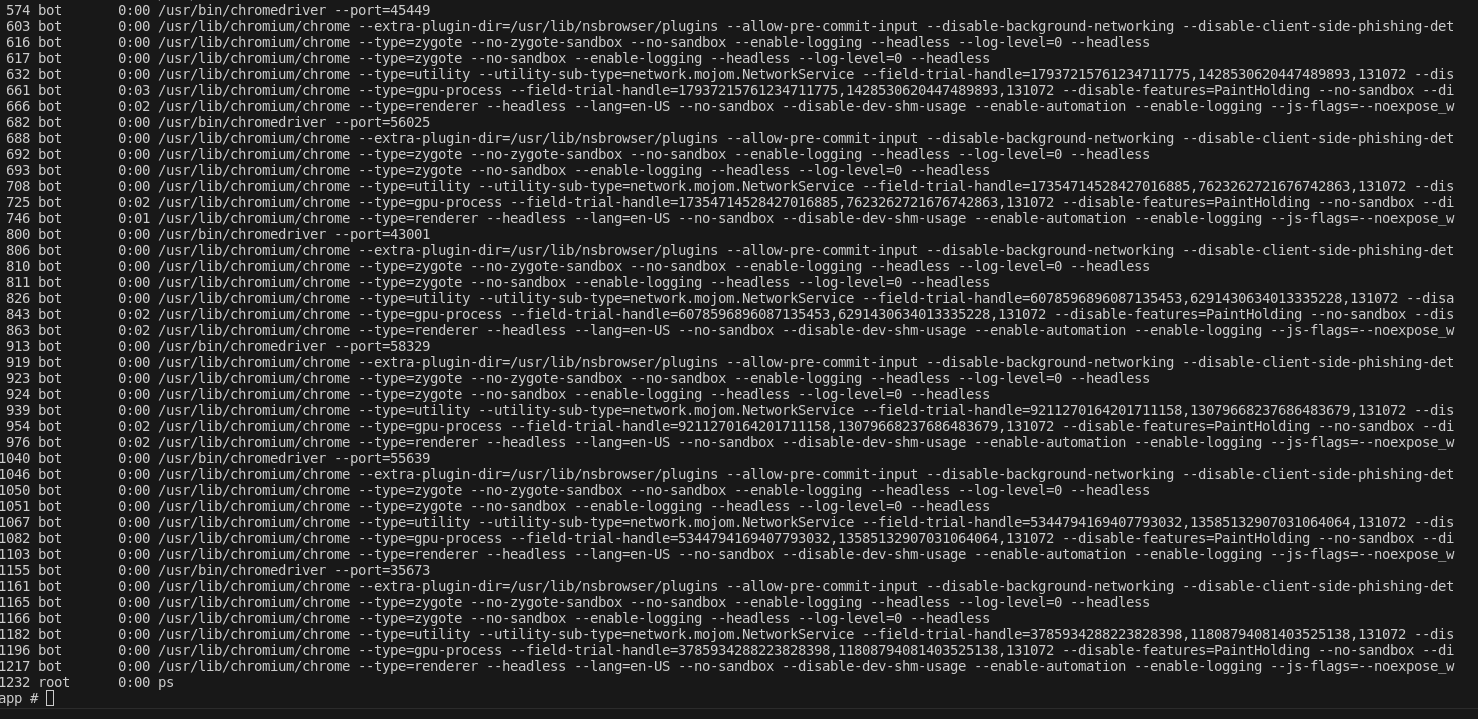 574 bot 0:00 /usr/bin/chromedriver --port=45449
603 bot 0:00 /usr/lib/chromium/chrome --extra-plugin-dir=/usr/lib/nsbrowser/plugins --allow-pre-commit-input --disable-background-networking --disable-client-side-phishing-det
616 bot 0:00 /usr/lib/chromium/chrome --type=zygote --no-zygote-sandbox --no-sandbox --enable-logging --headless --log-level=0 --headless
617 bot 0:00 /usr/lib/chromium/chrome --type=zygote --no-sandbox --enable-logging --headless --log-level=0 --headless
632 bot 0:00 /usr/lib/chromium/chrome --type=utility --utility-sub-type=network.mojom.NetworkService --field-trial-handle=17937215761234711775,1428530620447489893,131072 --dis
661 bot 0:03 /usr/lib/chromium/chrome --type=gpu-process --field-trial-handle=17937215761234711775,1428530620447489893,131072 --disable-features=PaintHolding --no-sandbox --di
666 bot 0:02 /usr/lib/chromium/chrome --type=renderer --headless --lang=en-US --no-sandbox --disable-dev-shm-usage --enable-automation --enable-logging --js-flags=--noexpose_w
682 bot 0:00 /usr/bin/chromedriver --port=56025
688 bot 0:00 /usr/lib/chromium/chrome --extra-plugin-dir=/usr/lib/nsbrowser/plugins --allow-pre-commit-input --disable-background-networking --disable-client-side-phishing-det
692 bot 0:00 /usr/lib/chromium/chrome --type=zygote --no-zygote-sandbox --no-sandbox --enable-logging --headless --log-level=0 --headless
693 bot 0:00 /usr/lib/chromium/chrome --type=zygote --no-sandbox --enable-logging --headless --log-level=0 --headless
708 bot 0:00 /usr/lib/chromium/chrome --type=utility --utility-sub-type=network.mojom.NetworkService --field-trial-handle=17354714528427016885,7623262721676742863,131072 --dis
725 bot 0:02 /usr/lib/chromium/chrome --type=gpu-process --field-trial-handle=17354714528427016885,7623262721676742863,131072 --disable-features=PaintHolding --no-sandbox --di
746 bot 0:01 /usr/lib/chromium/chrome --type=renderer --headless --lang=en-US --no-sandbox --disable-dev-shm-usage --enable-automation --enable-logging --js-flags=--noexpose_w
800 bot 0:00 /usr/bin/chromedriver --port=43001
806 bot 0:00 /usr/lib/chromium/chrome --extra-plugin-dir=/usr/lib/nsbrowser/plugins --allow-pre-commit-input --disable-background-networking --disable-client-side-phishing-det
810 bot 0:00 /usr/lib/chromium/chrome --type=zygote --no-zygote-sandbox --no-sandbox --enable-logging --headless --log-level=0 --headless
811 bot 0:00 /usr/lib/chromium/chrome --type=zygote --no-sandbox --enable-logging --headless --log-level=0 --headless
826 bot 0:00 /usr/lib/chromium/chrome --type=utility --utility-sub-type=network.mojom.NetworkService --field-trial-handle=6078596896087135453,6291430634013335228,131072 --disa
843 bot 0:02 /usr/lib/chromium/chrome --type=gpu-process --field-trial-handle=6078596896087135453,6291430634013335228,131072 --disable-features=PaintHolding --no-sandbox --dis
863 bot 0:02 /usr/lib/chromium/chrome --type=renderer --headless --lang=en-US --no-sandbox --disable-dev-shm-usage --enable-automation --enable-logging --js-flags=--noexpose_w
913 bot 0:00 /usr/bin/chromedriver --port=58329
919 bot 0:00 /usr/lib/chromium/chrome --extra-plugin-dir=/usr/lib/nsbrowser/plugins --allow-pre-commit-input --disable-background-networking --disable-client-side-phishing-det
923 bot 0:00 /usr/lib/chromium/chrome --type=zygote --no-zygote-sandbox --no-sandbox --enable-logging --headless --log-level=0 --headless
924 bot 0:00 /usr/lib/chromium/chrome --type=zygote --no-sandbox --enable-logging --headless --log-level=0 --headless
939 bot 0:00 /usr/lib/chromium/chrome --type=utility --utility-sub-type=network.mojom.NetworkService --field-trial-handle=9211270164201711158,13079668237686483679,131072 --dis
954 bot 0:02 /usr/lib/chromium/chrome --type=gpu-process --field-trial-handle=9211270164201711158,13079668237686483679,131072 --disable-features=PaintHolding --no-sandbox --di
976 bot 0:02 /usr/lib/chromium/chrome --type=renderer --headless --lang=en-US --no-sandbox --disable-dev-shm-usage --enable-automation --enable-logging --js-flags=--noexpose_w
1040 bot 0:00 /usr/bin/chromedriver --port=55639
1046 bot 0:00 /usr/lib/chromium/chrome --extra-plugin-dir=/usr/lib/nsbrowser/plugins --allow-pre-commit-input --disable-background-networking --disable-client-side-phishing-det
1050 bot 0:00 /usr/lib/chromium/chrome --type=zygote --no-zygote-sandbox --no-sandbox --enable-logging --headless --log-level=0 --headless
1051 bot 0:00 /usr/lib/chromium/chrome --type=zygote --no-sandbox --enable-logging --headless --log-level=0 --headless
1067 bot 0:00 /usr/lib/chromium/chrome --type=utility --utility-sub-type=network.mojom.NetworkService --field-trial-handle=5344794169407793032,13585132907031064064,131072 --dis
1082 bot 0:00 /usr/lib/chromium/chrome --type=gpu-process --field-trial-handle=5344794169407793032,13585132907031064064,131072 --disable-features=PaintHolding --no-sandbox --di
1103 bot 0:00 /usr/lib/chromium/chrome --type=renderer --headless --lang=en-US --no-sandbox --disable-dev-shm-usage --enable-automation --enable-logging --js-flags=--noexpose_w
1155 bot 0:00 /usr/bin/chromedriver --port=35673
1161 bot 0:00 /usr/lib/chromium/chrome --extra-plugin-dir=/usr/lib/nsbrowser/plugins --allow-pre-commit-input --disable-background-networking --disable-client-side-phishing-det
1165 bot 0:00 /usr/lib/chromium/chrome --type=zygote --no-zygote-sandbox --no-sandbox --enable-logging --headless --log-level=0 --headless
1166 bot 0:00 /usr/lib/chromium/chrome --type=zygote --no-sandbox --enable-logging --headless --log-level=0 --headless
1182 bot 0:00 /usr/lib/chromium/chrome --type=utility --utility-sub-type=network.mojom.NetworkService --field-trial-handle=3785934288223828398,11808794081403525138,131072 --dis
1196 bot 0:00 /usr/lib/chromium/chrome --type=gpu-process --field-trial-handle=3785934288223828398,11808794081403525138,131072 --disable-features=PaintHolding --no-sandbox --di
1217 bot 0:00 /usr/lib/chromium/chrome --type=renderer --headless --lang=en-US --no-sandbox --disable-dev-shm-usage --enable-automation --enable-logging --js-flags=--noexpose_w
1232 root 0:00 ps
app #